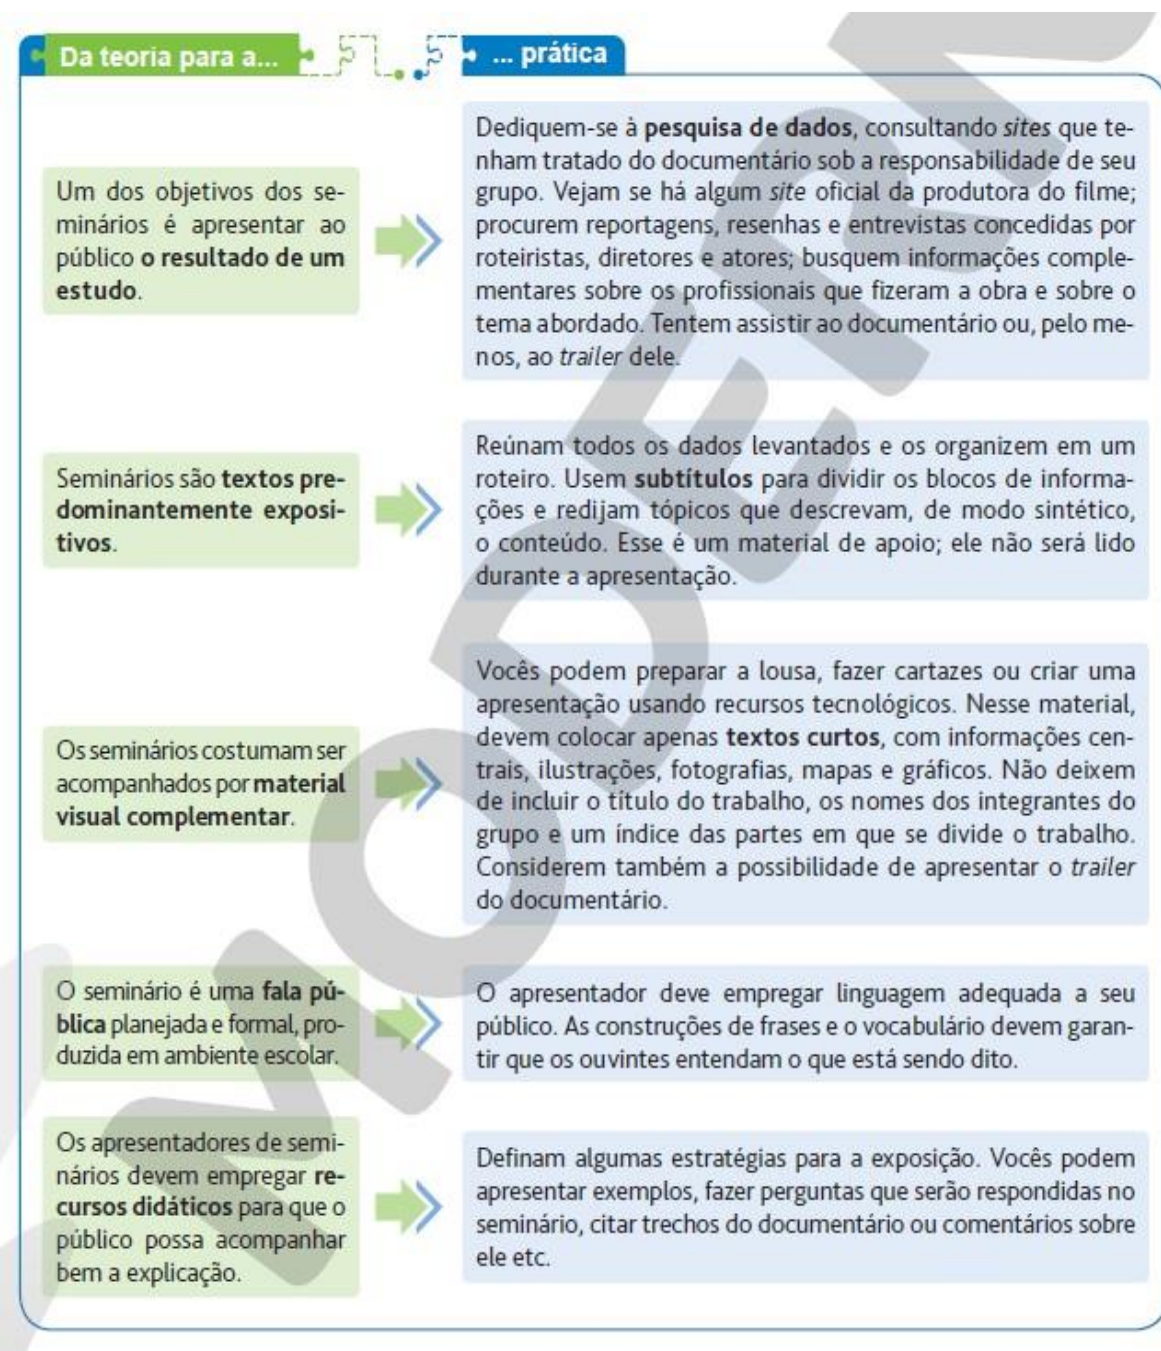 Da teoria para a...
... prática
Um dos objetivos dos se-
minários é apresentar ao
público o resultado de um
estudo.
Dediquem-se à pesquisa de dados, consultando sites que te-
nham tratado do documentário sob a responsabilidade de seu
grupo. Vejam se há algum site oficial da produtora do filme;
procurem reportagens, resenhas e entrevistas concedidas por
roteiristas, diretores e atores; busquem informações comple-
mentares sobre os profissionais que fizeram a obra e sobre o
tema abordado. Tentem assistir ao documentário ou, pelo me-
nos, ao trailer dele.
Seminários são textos pre-
dominantemente exposi-
tivos.
Reúnam todos os dados levantados e os organizem em um
roteiro. Usem subtítulos para dividir os blocos de informa-
ções e redijam tópicos que descrevam, de modo sintético,
o conteúdo. Esse é um material de apoio; ele não será lido
durante a apresentação.
Os seminários costumam ser
acompanhados por material
visual complementar.
Vocês podem preparar a lousa, fazer cartazes ou criar uma
apresentação usando recursos tecnológicos. Nesse material,
devem colocar apenas textos curtos, com informações cen-
trais, ilustrações, fotografias, mapas e gráficos. Não deixem
de incluir o título do trabalho, os nomes dos integrantes do
grupo e um índice das partes em que se divide o trabalho.
Considerem também a possibilidade de apresentar o trailer
do documentário.
O seminário é uma fala pú-
blica planejada e formal, pro-
duzida em ambiente escolar.
O apresentador deve empregar linguagem adequada a seu
público. As construções de frases e o vocabulário devem garan-
tir que os ouvintes entendam o que está sendo dito.
Os apresentadores de semi-
nários devem empregar re-
cursos didáticos para que o
público possa acompanhar
bem a explicação.
Definam algumas estratégias para a exposição. Vocês podem
apresentar exemplos, fazer perguntas que serão respondidas no
seminário, citar trechos do documentário ou comentários sobre
ele etc.
MODERN